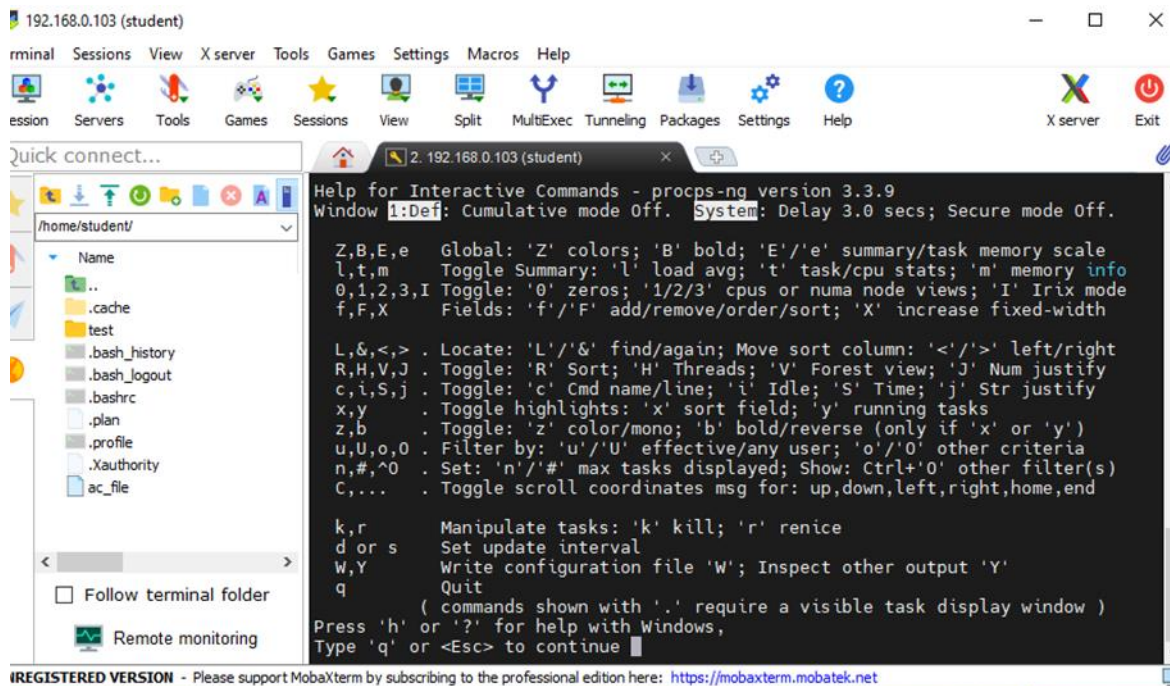 192.168.0.103 (student)
rminal Sessions View X server Tools Games Settings Macros Help
ession Servers Tools Games Sessions View Split MultiExec Tunneling Packages Settings Help X server Exit
Quick connect...
2. 192.168.0.103 (student)
/home/student/
Name
..
.cache
test
.bash_history
.bash_logout
.bashrc
.plan
.profile
.Xauthority
ac_file
Follow terminal folder
Remote monitoring
Help for Interactive Commands - procps-ng version 3.3.9
Window 1:Def: Cumulative mode Off. System: Delay 3.0 secs; Secure mode Off.
Z,B,E,e Global: 'Z' colors; 'B' bold; 'E'/'e' summary/task memory scale
l,t,m Toggle Summary: 'l' load avg; 't' task/cpu stats; 'm' memory info
0,1,2,3,I Toggle: '0' zeros; '1/2/3' cpus or numa node views; 'I' Irix mode
f,F,X Fields: 'f'/'F' add/remove/order/sort; 'X' increase fixed-width
L,&,<,> . Locate: 'L'/'&' find/again; Move sort column: '<'/'>' left/right
R,H,V,J . Toggle: 'R' Sort; 'H' Threads; 'V' Forest view; 'J' Num justify
c,i,S,j . Toggle: 'c' Cmd name/line; 'i' Idle; 'S' Time; 'j' Str justify
x,y . Toggle highlights: 'x' sort field; 'y' running tasks
z,b . Toggle: 'z' color/mono; 'b' bold/reverse (only if 'x' or 'y')
u,U,o,O . Filter by: 'u'/'U' effective/any user; 'o'/'O' other criteria
n,#,^O . Set: 'n'/'#' max tasks displayed; Show: Ctrl+'O' other filter(s)
C,... . Toggle scroll coordinates msg for: up,down,left,right,home,end
k,r Manipulate tasks: 'k' kill; 'r' renice
d or s Set update interval
W,Y Write configuration file 'W'; Inspect other output 'Y'
q Quit
( commands shown with '.' require a visible task display window )
Press 'h' or '?' for help with Windows,
Type 'q' or <Esc> to continue
NREGISTERED VERSION - Please support MobaXterm by subscribing to the professional edition here: https://mobaxterm.mobatek.net